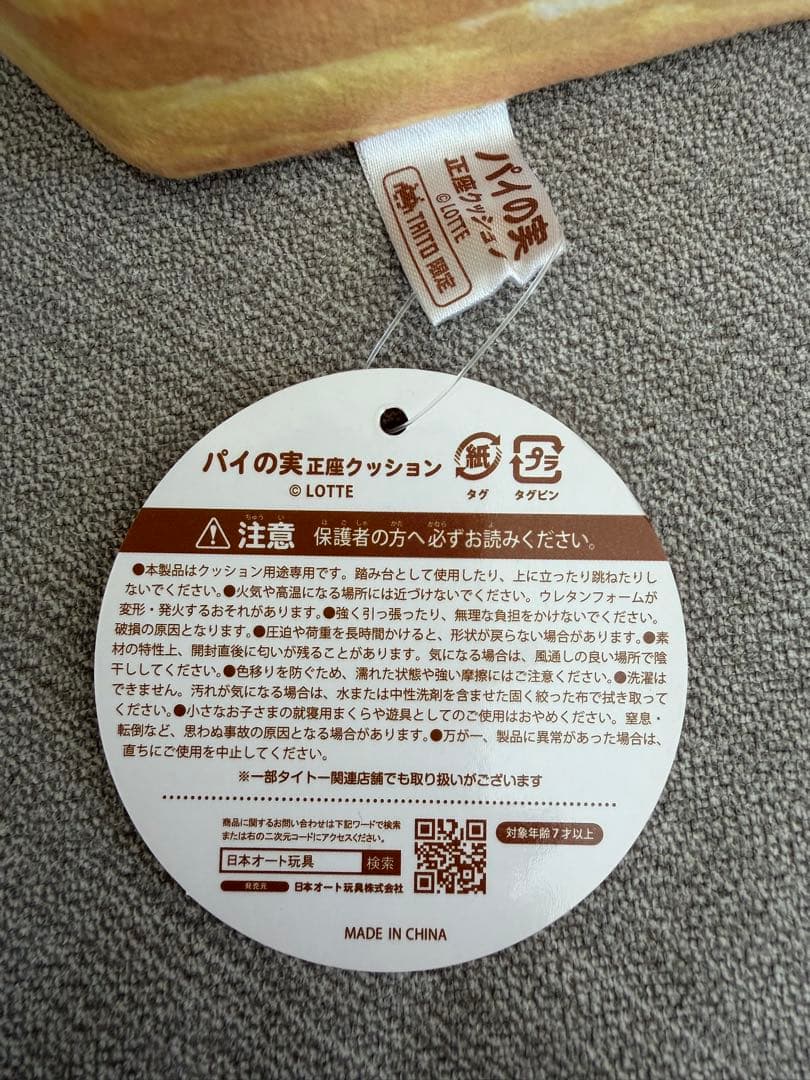 パイの実
正座クッション
© LOTTE
TAITO 限定
パイの実正座クッション
© LOTTE
紙
タグ
プラ
タグピン
ちゅうい
注意
ほごしゃ かた かなら よ
保護者の方へ必ずお読みください。
●本製品はクッション用途専用です。踏み台として使用したり、上に立ったり跳ねたりし
ないでください。●火気や高温になる場所には近づけないでください。ウレタンフォームが
変形・発火するおそれがあります。●強く引っ張ったり、無理な負担をかけないでください。
破損の原因となります。●圧迫や荷重を長時間かけると、形状が戻らない場合があります。●素
材の特性上、開封直後に匂いが残ることがあります。気になる場合は、風通しの良い場所で陰
干ししてください。●色移りを防ぐため、濡れた状態や強い摩擦にはご注意ください。●洗濯は
できません。汚れが気になる場合は、水または中性洗剤を含ませた固く絞った布で拭き取って
ください。●小さなお子さまの就寝用まくらや遊具としてのご使用はおやめください。窒息・
転倒など、思わぬ事故の原因となる場合があります。●万が一、製品に異常があった場合は、
直ちにご使用を中止してください。
※一部タイトー関連店舗でも取り扱いがございます
商品に関するお問い合わせは下記ワードで検索
または右の二次元コードにアクセスください。
日本オート玩具 検索
発売元 日本オート玩具株式会社
対象年齢7才以上
MADE IN CHINA